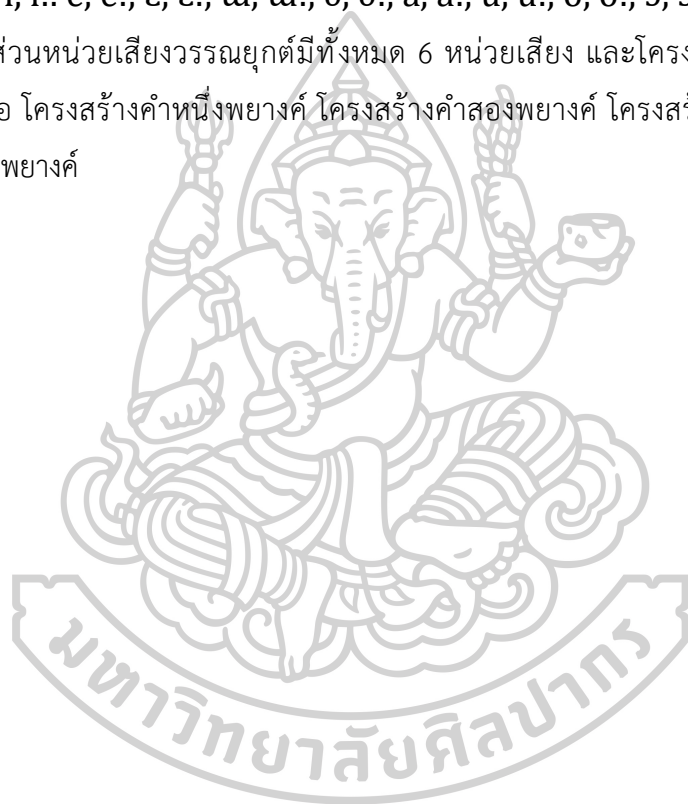 i, i: e, e:, ɛ, ɛ:, ɯ, ɯ:, ə, ə:, a, a:, u, u:, o, o:, ɔ,
ส่วนหน่วยเสียงวรรณยุกต์มีทั้งหมด 6 หน่วยเสียง และโครง
อ โครงสร้างคำหนึ่งพยางค์ โครงสร้างคำสองพยางค์ โครงสร้
พยางค์
มหาวิทยาลัยศิลปากร